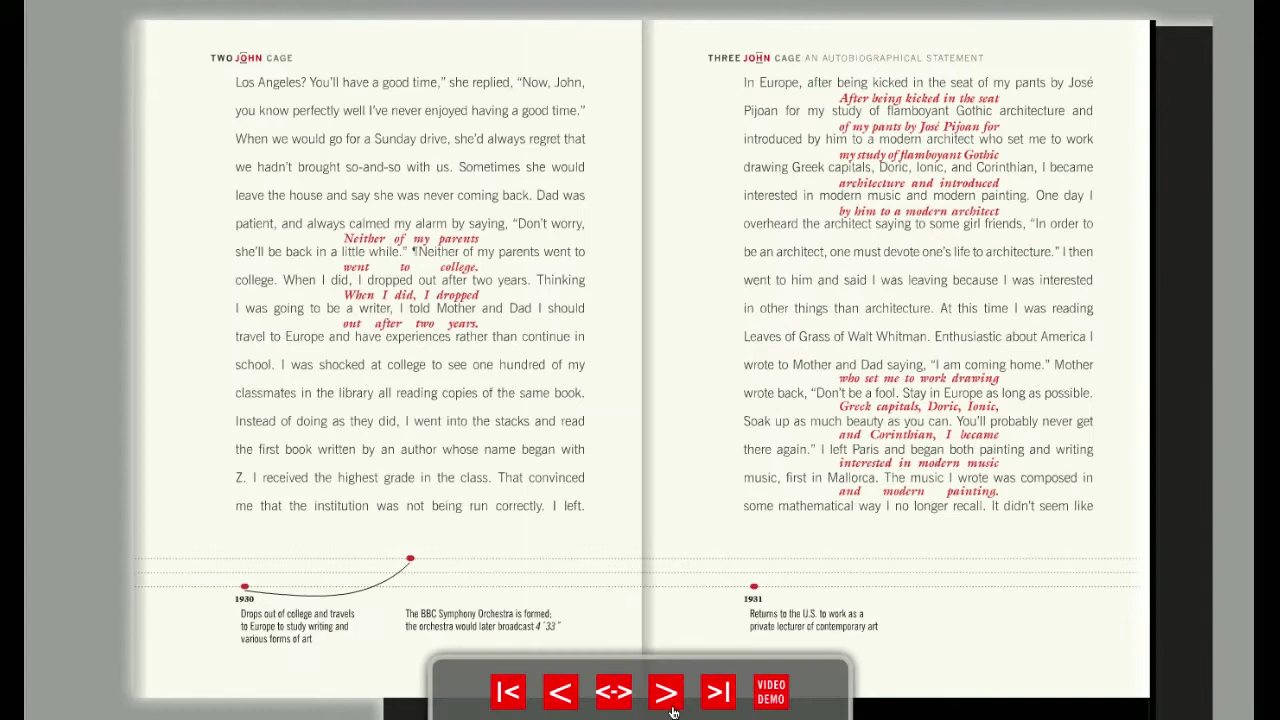 TWO JOHN CAGE
Los Angeles? You'll have a good time,” she replied, “Now, John,
you know perfectly well I've never enjoyed having a good time.”
When we would go for a Sunday drive, she'd always regret that
we hadn't brought so-and-so with us. Sometimes she would
leave the house and say she was never coming back. Dad was
patient, and always calmed my alarm by saying, “Don't worry,
Neither of my parents
she'll be back in a little while.” ¶Neither of my parents went to
went to college.
college. When I did, I dropped out after two years. Thinking
When I did, I dropped
I was going to be a writer, I told Mother and Dad I should
out after two years.
travel to Europe and have experiences rather than continue in
school. I was shocked at college to see one hundred of my
classmates in the library all reading copies of the same book.
Instead of doing as they did, I went into the stacks and read
the first book written by an author whose name began with
Z. I received the highest grade in the class. That convinced
me that the institution was not being run correctly. I left.
1930
Drops out of college and travels
to Europe to study writing and
various forms of art
The BBC Symphony Orchestra is formed;
the orchestra would later broadcast 4 ́33 ̋
THREE JOHN CAGE AN AUTOBIOGRAPHICAL STATEMENT
In Europe, after being kicked in the seat of my pants by José
After being kicked in the seat
Pijoan for my study of flamboyant Gothic architecture and
of my pants by José Pijoan for
introduced by him to a modern architect who set me to work
my study of flamboyant Gothic
drawing Greek capitals, Doric, Ionic, and Corinthian, I became
architecture and introduced
interested in modern music and modern painting. One day I
by him to a modern architect
overheard the architect saying to some girl friends, “In order to
be an architect, one must devote one's life to architecture.” I then
went to him and said I was leaving because I was interested
in other things than architecture. At this time I was reading
Leaves of Grass of Walt Whitman. Enthusiastic about America I
wrote to Mother and Dad saying, “I am coming home.” Mother
who set me to work drawing
wrote back, “Don't be a fool. Stay in Europe as long as possible.
Greek capitals, Doric, Ionic,
Soak up as much beauty as you can. You'll probably never get
and Corinthian, I became
there again.” I left Paris and began both painting and writing
interested in modern music
music, first in Mallorca. The music I wrote was composed in
and modern painting.
some mathematical way I no longer recall. It didn't seem like
1931
Returns to the U.S. to work as a
private lecturer of contemporary art
|< < <-> > >| VIDEO
DEMO